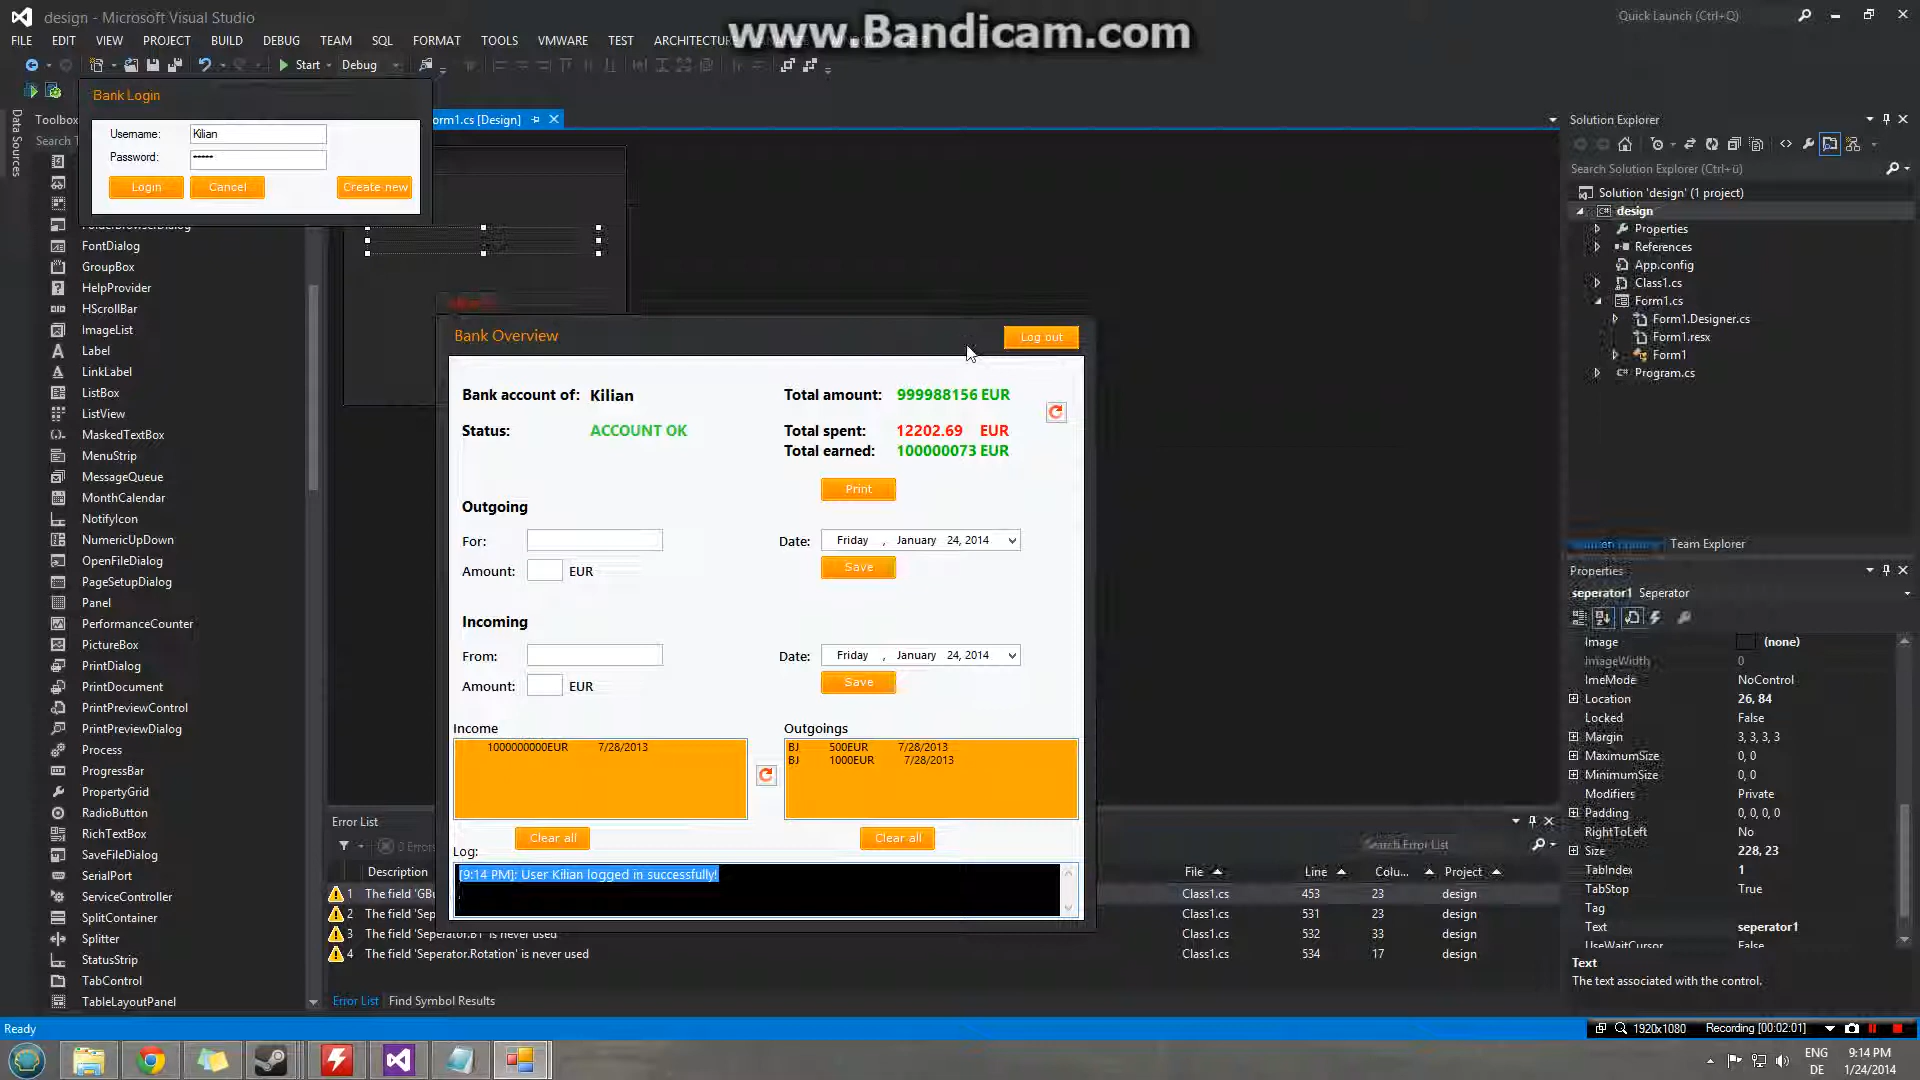 design - Microsoft Visual Studio
www.Bandicam.com
Quick Launch (Ctrl+Q)
FILE EDIT VIEW PROJECT BUILD DEBUG TEAM SQL FORMAT TOOLS VMWARE TEST ARCHITECTURE
Start Debug
Bank Login
Username: Kilian
Password: *****
Login Cancel Create new
Data Sources
Toolbox
Search T
FontDialog
GroupBox
HelpProvider
HScrollBar
ImageList
Label
LinkLabel
ListBox
ListView
MaskedTextBox
MenuStrip
MessageQueue
MonthCalendar
NotifyIcon
NumericUpDown
OpenFileDialog
PageSetupDialog
Panel
PerformanceCounter
PictureBox
PrintDialog
PrintDocument
PrintPreviewControl
PrintPreviewDialog
Process
ProgressBar
PropertyGrid
RadioButton
RichTextBox
SaveFileDialog
SerialPort
ServiceController
SplitContainer
Splitter
StatusStrip
TabControl
TableLayoutPanel
orm1.cs [Design]
Bank Overview
Log out
Bank account of: Kilian
Total amount: 999988156 EUR
Status: ACCOUNT OK
Total spent: 12202.69 EUR
Total earned: 100000073 EUR
Print
Outgoing
For:
Date: Friday , January 24, 2014
Amount: EUR
Save
Incoming
From:
Date: Friday , January 24, 2014
Amount: EUR
Save
Income
1000000000EUR 7/28/2013
Outgoings
BJ 500EUR 7/28/2013
BJ 1000EUR 7/28/2013
Clear all
Clear all
Log:
[9:14 PM]: User Kilian logged in successfully!
Error List
0 Errors
Search Error List
Description File Line Colu... Project
1 The field 'GBu Class1.cs 453 23 design
2 The field 'Sep Class1.cs 531 23 design
3 The field 'Seperator.BT' is never used Class1.cs 532 33 design
4 The field 'Seperator.Rotation' is never used Class1.cs 534 17 design
Error List Find Symbol Results
Solution Explorer
Search Solution Explorer (Ctrl+ü)
Solution 'design' (1 project)
design
Properties
References
App.config
Class1.cs
Form1.cs
Form1.Designer.cs
Form1.resx
Form1
Program.cs
Team Explorer
Properties
seperator1 Seperator
Image (none)
ImageWidth 0
ImeMode NoControl
Location 26, 84
Locked False
Margin 3, 3, 3, 3
MaximumSize 0, 0
MinimumSize 0, 0
Modifiers Private
Padding 0, 0, 0, 0
RightToLeft No
Size 228, 23
TabIndex 1
TabStop True
Tag
Text seperator1
UseWaitCursor False
Text
The text associated with the control.
Ready
1920x1080 Recording [00:02:01]
ENG
DE
9:14 PM
1/24/2014